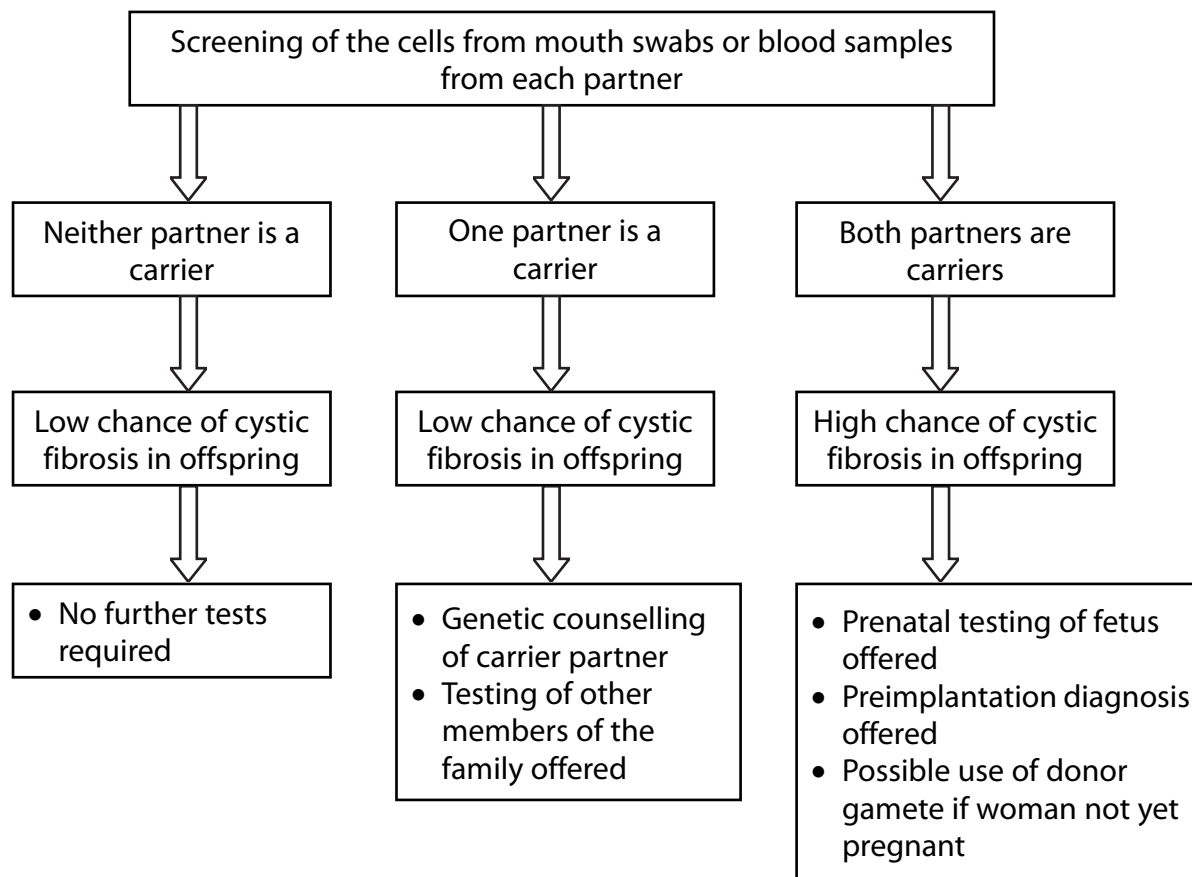 Screening of the cells from mouth swabs or blood samples
from each partner
Neither partner is a
carrier
One partner is a
carrier
Both partners are
carriers
Low chance of cystic
fibrosis in offspring
Low chance of cystic
fibrosis in offspring
High chance of cystic
fibrosis in offspring
• No further tests
required
• Genetic counselling
of carrier partner
• Testing of other
members of the
family offered
• Prenatal testing of fetus
offered
• Preimplantation diagnosis
offered
• Possible use of donor
gamete if woman not yet
pregnant